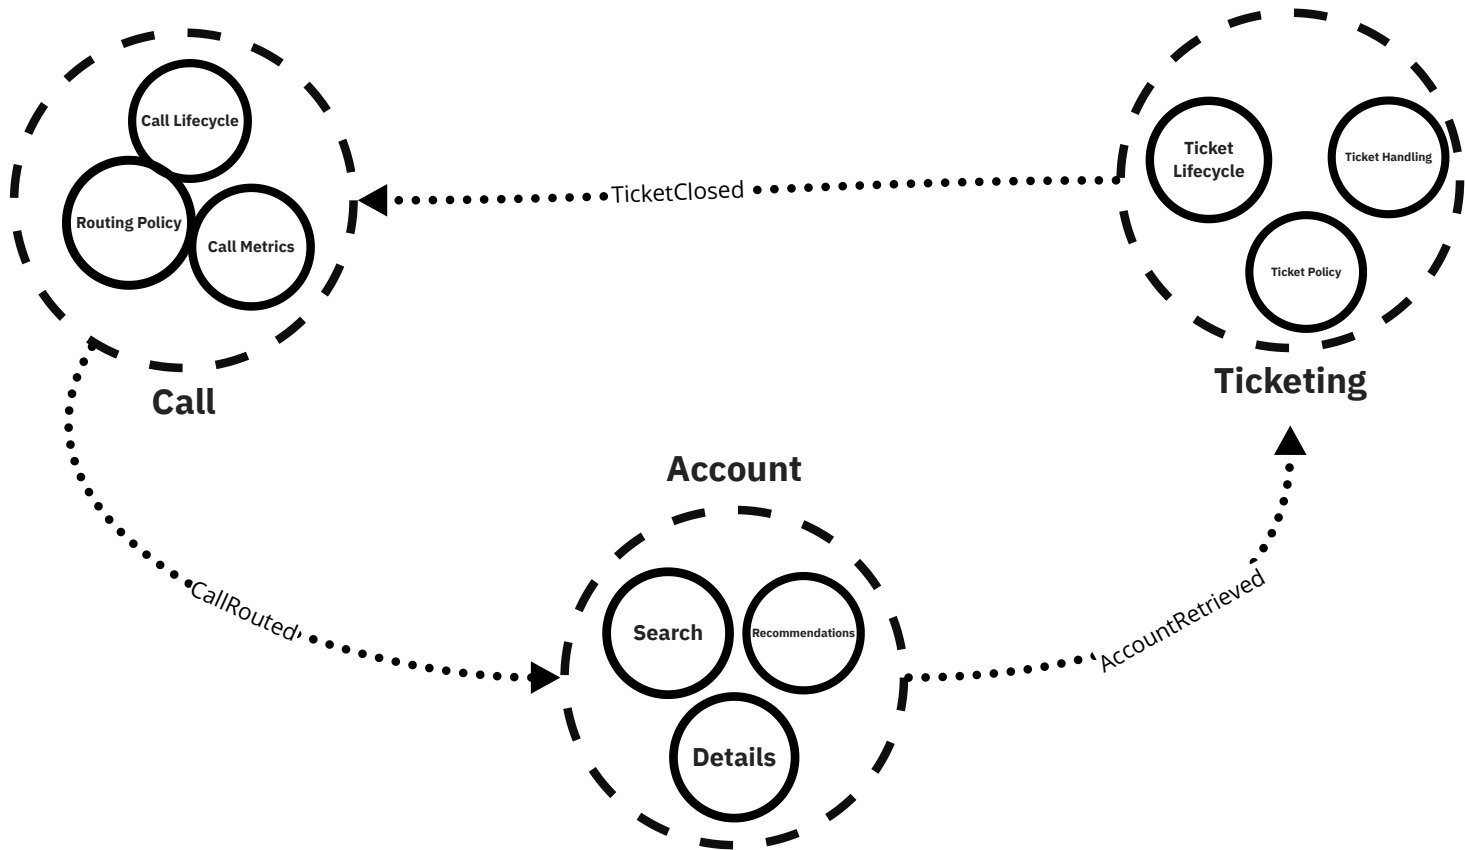 Call Lifecycle
Routing Policy
Call Metrics
Call
TicketClosed
Ticket
Lifecycle
Ticket Handling
Ticket Policy
Ticketing
CallRouted
Account
Search
Recommendations
Details
AccountRetrieved